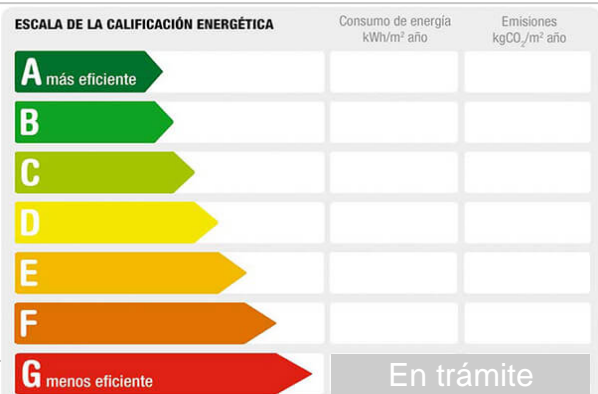 ESCALA DE LA CALIFICACIÓN ENERGÉTICA
Consumo de energía
kWh/m² año
Emisiones
kgCO₂/m² año
A más eficiente
B
C
D
E
F
G menos eficiente
En trámite